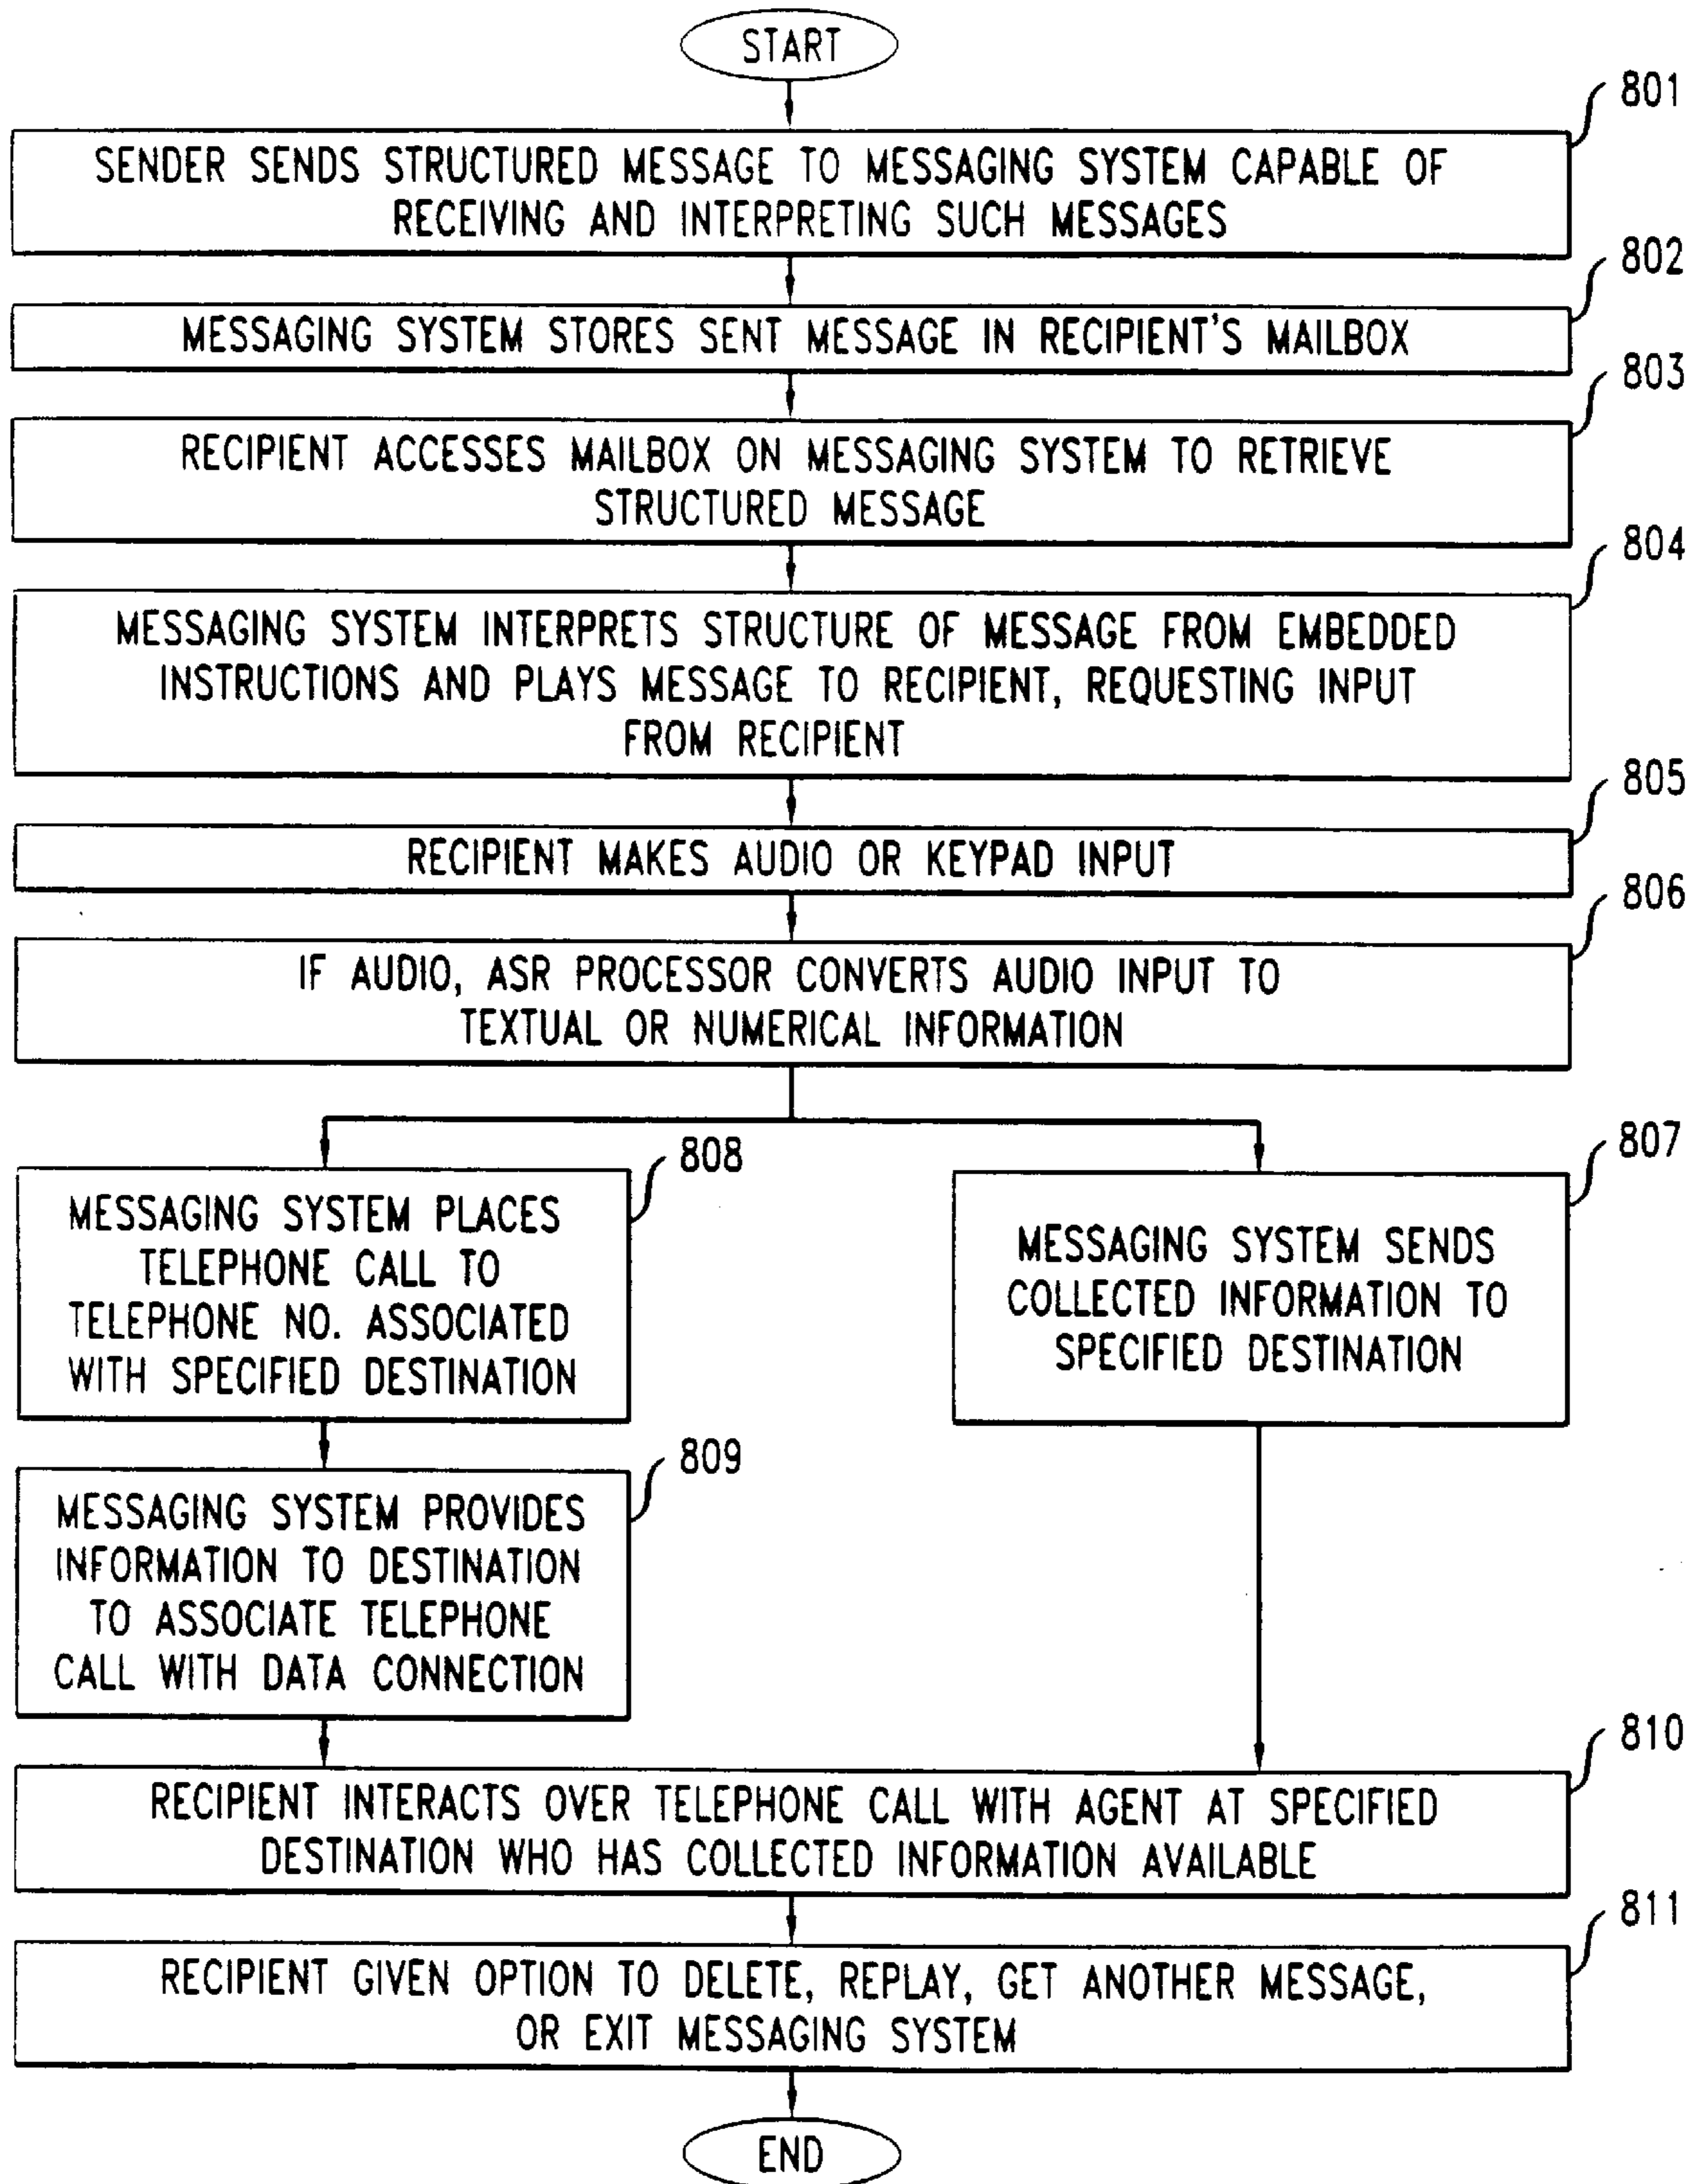 START
801
SENDER SENDS STRUCTURED MESSAGE TO MESSAGING SYSTEM CAPABLE OF
RECEIVING AND INTERPRETING SUCH MESSAGES
802
MESSAGING SYSTEM STORES SENT MESSAGE IN RECIPIENT'S MAILBOX
803
RECIPIENT ACCESSES MAILBOX ON MESSAGING SYSTEM TO RETRIEVE
STRUCTURED MESSAGE
804
MESSAGING SYSTEM INTERPRETS STRUCTURE OF MESSAGE FROM EMBEDDED
INSTRUCTIONS AND PLAYS MESSAGE TO RECIPIENT, REQUESTING INPUT
FROM RECIPIENT
805
RECIPIENT MAKES AUDIO OR KEYPAD INPUT
806
IF AUDIO, ASR PROCESSOR CONVERTS AUDIO INPUT TO
TEXTUAL OR NUMERICAL INFORMATION
808
MESSAGING SYSTEM PLACES
TELEPHONE CALL TO
TELEPHONE NO. ASSOCIATED
WITH SPECIFIED DESTINATION
807
MESSAGING SYSTEM SENDS
COLLECTED INFORMATION TO
SPECIFIED DESTINATION
809
MESSAGING SYSTEM PROVIDES
INFORMATION TO DESTINATION
TO ASSOCIATE TELEPHONE
CALL WITH DATA CONNECTION
810
RECIPIENT INTERACTS OVER TELEPHONE CALL WITH AGENT AT SPECIFIED
DESTINATION WHO HAS COLLECTED INFORMATION AVAILABLE
811
RECIPIENT GIVEN OPTION TO DELETE, REPLAY, GET ANOTHER MESSAGE,
OR EXIT MESSAGING SYSTEM
END